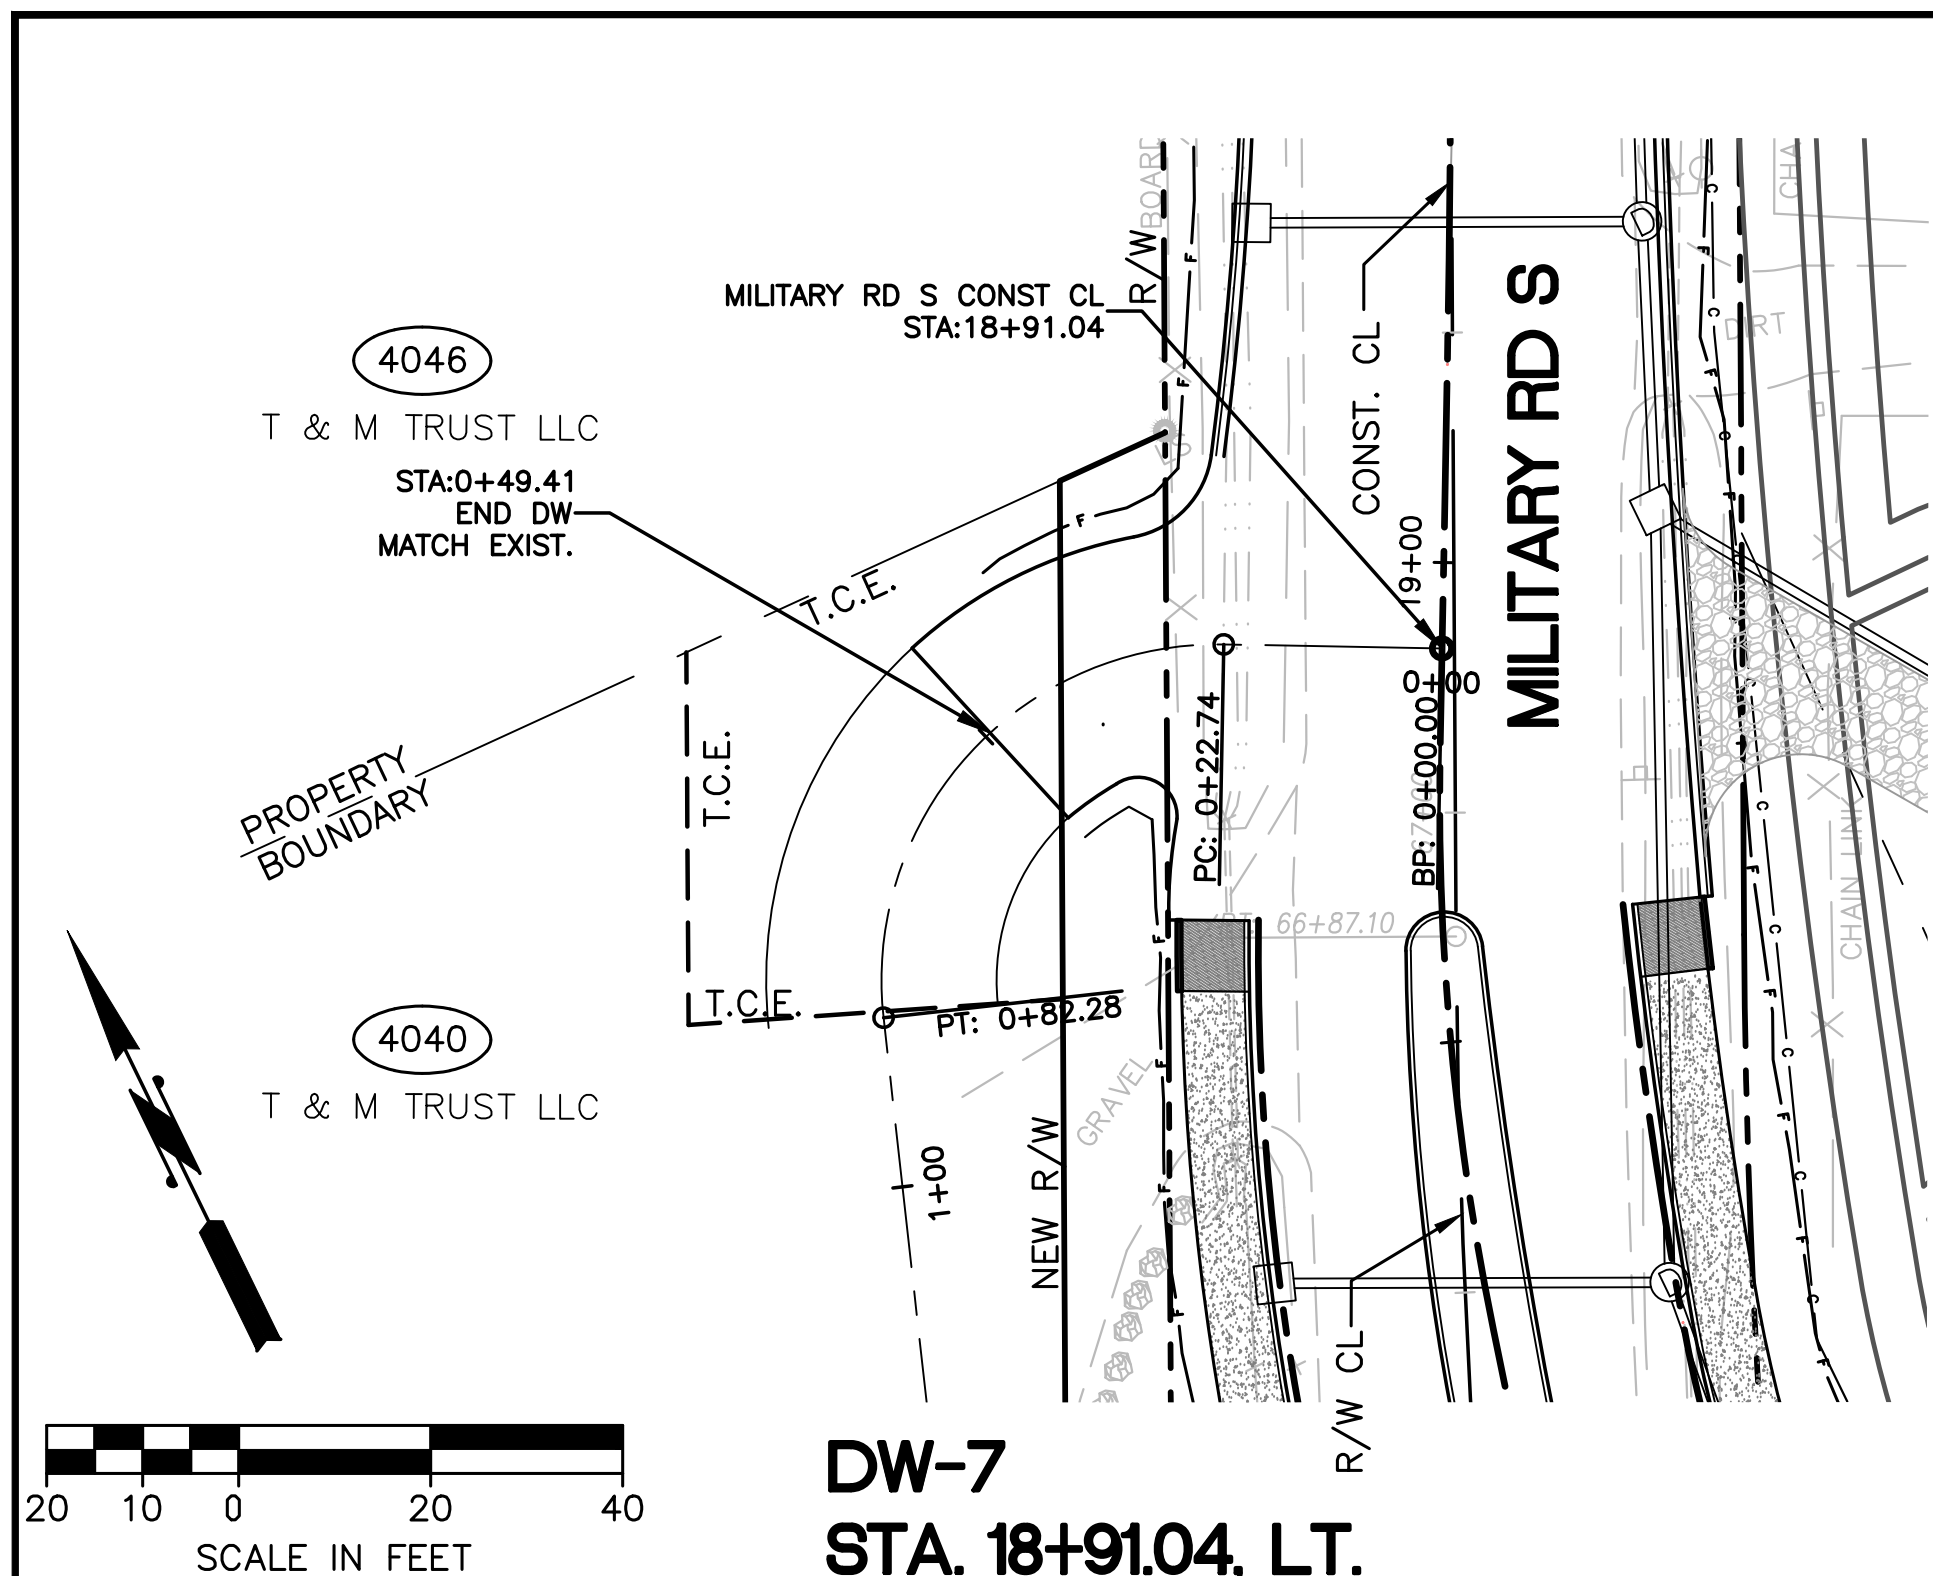 BOARD
CHA
R/W
MILITARY RD S CONST CL
STA:18+91.04
4046
T & M TRUST LLC
STA:0+49.41
END DW
MATCH EXIST.
CONST. CL
MILITARY RD S
DIRT
LS
19+00
T.C.E.
0+00
PC: 0+22.74
BP: 0+00.00
T.C.E.
PROPERTY
BOUNDARY
66+87.10
CHAIN LINK
T.C.E.
PT: 0+82.28
4040
T & M TRUST LLC
GRAVEL
1+00
NEW R/W
R/W CL
D
D
F
F
F
F
F
F
F
F
C
C
C
C
C
C
C
F
F
F
F
F
F
20 10 0 20 40
SCALE IN FEET
DW-7
STA. 18+91.04, LT.